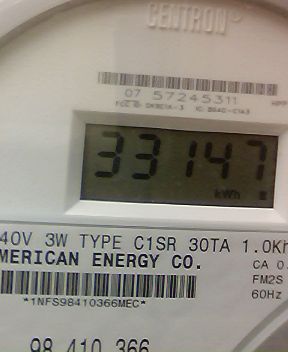 CENTRON®
07 57245311
33147
kWh
40V 3W TYPE C1SR 30TA 1.0Kh
MERICAN ENERGY CO.
CA 0.
FM2S
*1NFS98410366MEC*
60Hz
98 410 366